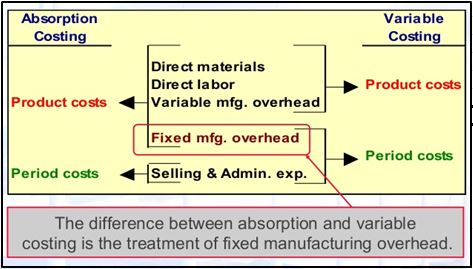 Absorption
Costing
Variable
Costing
Direct materials
Direct labor
Variable mfg. overhead
Product costs
Product costs
Fixed mfg. overhead
Period costs
Period costs
Selling & Admin. exp.
The difference between absorption and variable
costing is the treatment of fixed manufacturing overhead.